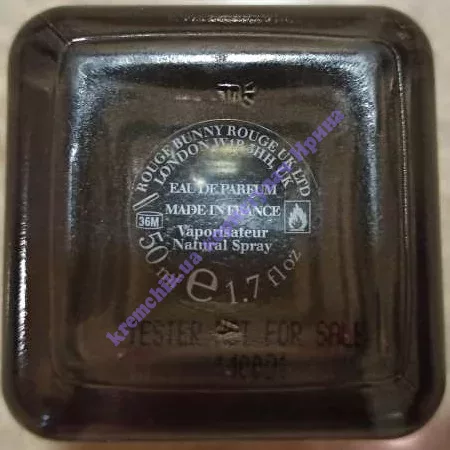 ROUGE BUNNY ROUGE UK LTD
LONDON W1B 3HH, UK
EAU DE PARFUM
MADE IN FRANCE
36M
Vaporisateur
Natural Spray
50 ml e 1.7 fl oz
TESTER NOT FOR SALE
kremchik.ua Ирина